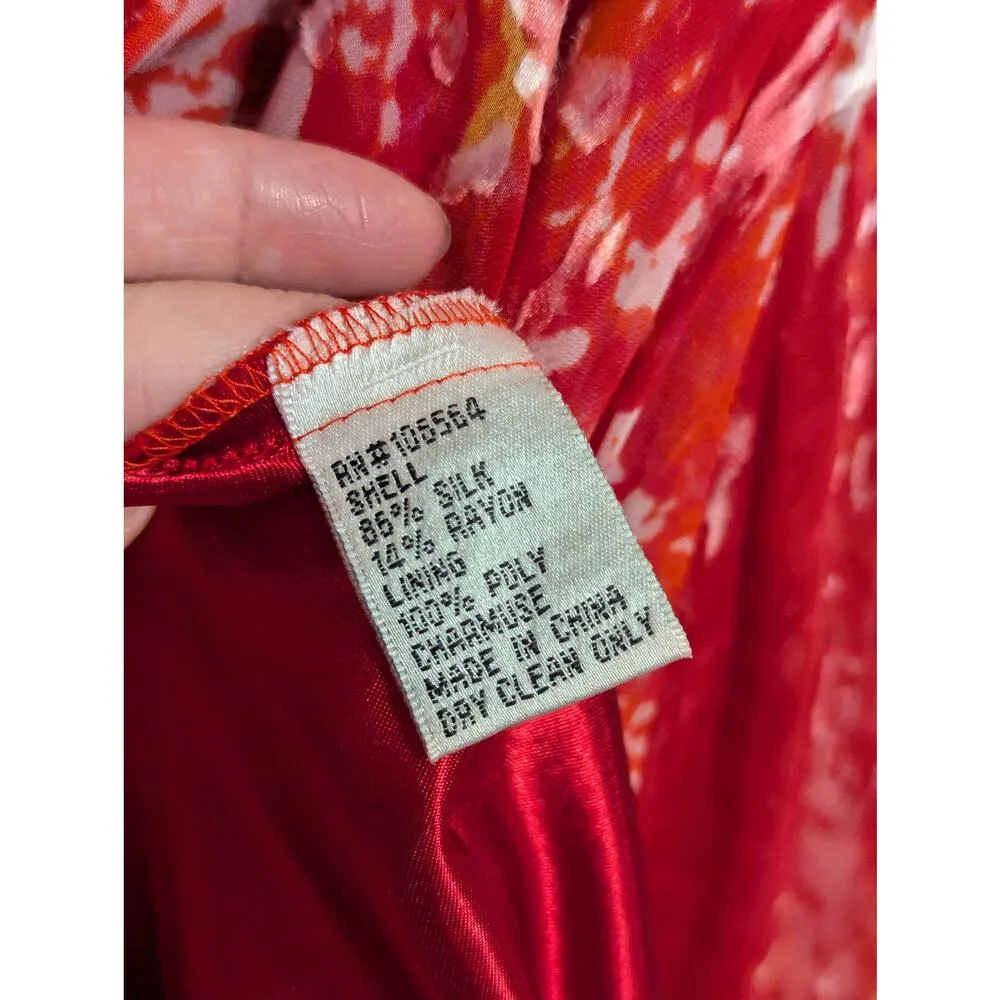 RN#106564
SHELL
86% SILK
14% RAYON
LINING
100% POLY
CHARMUSE
MADE IN CHINA
DRY CLEAN ONLY